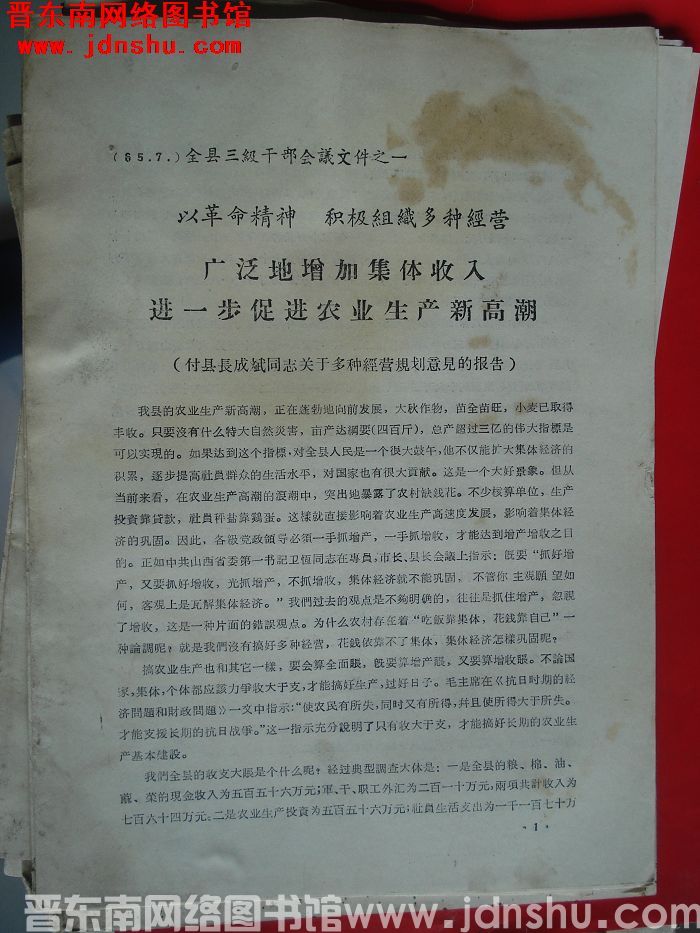 晋东南网络图书馆
www.jdnshu.com
(65.7.)全县三級干部会議文件之一
以革命精神 积极組織多种經营
广泛地增加集体收入
进一步促进农业生产新高潮
(付县長成斌同志关于多种經营規划意見的报告)
我县的农业生产新高潮，正在蓬勃地向前发展，大秋作物，苗全苗旺，小麦已取得
丰收。只要沒有什么特大自然災害，亩产达綱要(四百斤)，总产超过三亿的伟大指标是
可以实現的。如果达到这个指标，对全县人民是一个很大鼓午，他不仅能扩大集体經济的
积累，逐步提高社員群众的生活水平，对国家也有很大貢献。这是一个大好景象。但从
当前来看，在农业生产高潮的浪潮中，突出地暴露了农村缺銭花。不少核算单位，生产
投資靠貸款，社員秤盐靠鷄蛋。这样就直接影响着农业生产高速度发展，影响着集体經
济的巩固。因此，各級党政領导必須一手抓增产，一手抓增收，才能达到增产增收之目
的。正如中共山西省委第一书記卫恆同志在專員，市长、县长会議上指示：既要“抓好增
产，又要抓好增收，光抓增产，不抓增收，集体經济就不能巩固，不管你主观願望如
何，客观上是瓦解集体經济。”我們过去的观点是不夠明确的，往往是抓住增产，忽視
了增收，这是一种片面的錯誤观点。为什么农村存在着“吃飯靠集体，花銭靠自己”一
种論調呢？就是我們沒有搞好多种經营，花銭依靠不了集体，集体經济怎樣巩固呢？
搞农业生产也和其它一樣，要会算全面賬，既要算增产賬，又要算增收賬。不論国
家，集体，个体都应該力爭收大于支，才能搞好生产，过好日子。毛主席在《抗日时期的經
济問題和財政問題》一文中指示：“使农民有所失，同时又有所得，幷且使所得大于所失。
才能支援长期的抗日战爭。”这一指示充分說明了只有收大于支，才能搞好长期的农业生
产基本建設。
我們全县的收支大賬是个什么呢？經过典型調查大体是：一是全县的粮、棉、油、
蔬、菜的現金收入为五百五十六万元；軍、干、职工外汇为二百一十万元，兩項共計收入为
七百六十四万元。二是农业生产投資为五百五十六万元；社員生活支出为一千一百七十万
·1·
晋东南网络图书馆 www.jdnshu.com